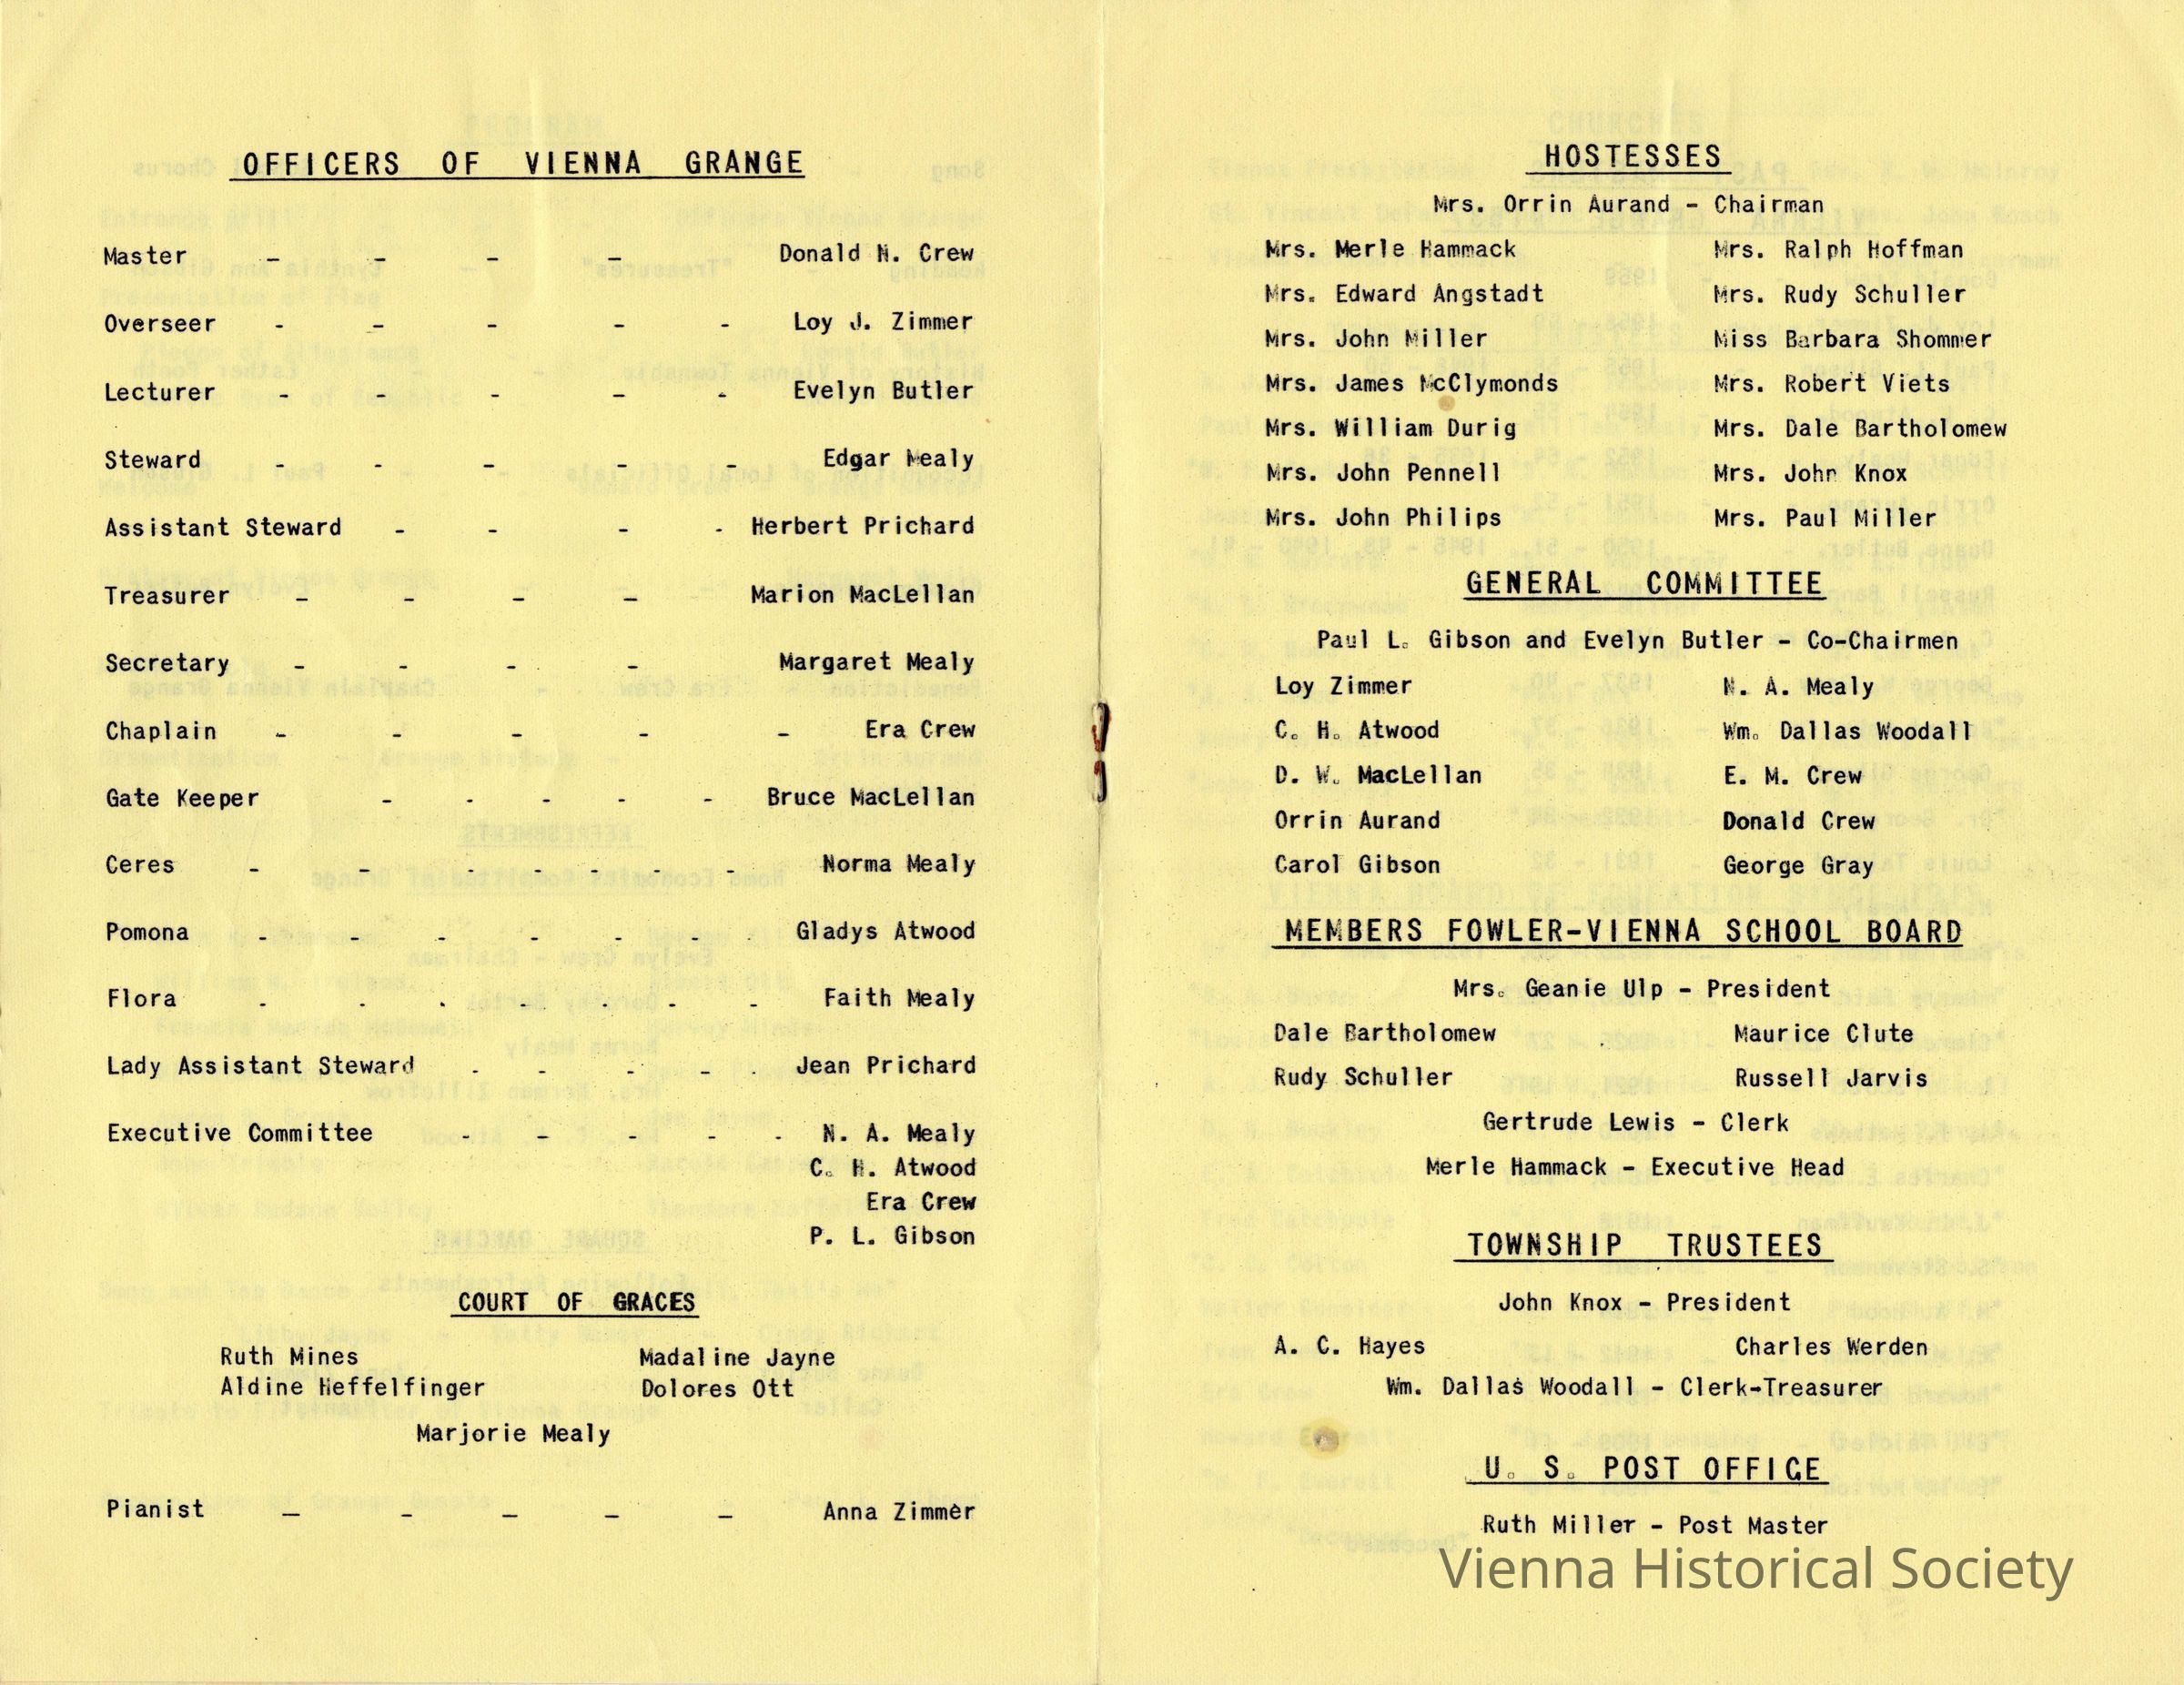 OFFICERS OF VIENNA GRANGE
Master - - - - Donald N. Crew
Overseer - - - - - Loy J. Zimmer
Lecturer - - - - - Evelyn Butler
Steward - - - - - Edgar Mealy
Assistant Steward - - - - Herbert Prichard
Treasurer - - - - Marion MacLellan
Secretary - - - - Margaret Mealy
Chaplain - - - - - Era Crew
Gate Keeper - - - - - Bruce MacLellan
Ceres - - - - - - - Norma Mealy
Pomona - - - - - - Gladys Atwood
Flora - - - - - - Faith Mealy
Lady Assistant Steward - - - - - Jean Prichard
Executive Committee - - - - - N. A. Mealy
C. H. Atwood
Era Crew
P. L. Gibson
COURT OF GRACES
Ruth Mines Madaline Jayne
Aldine Heffelfinger Dolores Ott
Marjorie Mealy
Pianist - - - - - Anna Zimmer
HOSTESSES
Mrs. Orrin Aurand - Chairman
Mrs. Merle Hammack Mrs. Ralph Hoffman
Mrs. Edward Angstadt Mrs. Rudy Schuller
Mrs. John Miller Miss Barbara Shommer
Mrs. James McClymonds Mrs. Robert Viets
Mrs. William Durig Mrs. Dale Bartholomew
Mrs. John Pennell Mrs. John Knox
Mrs. John Philips Mrs. Paul Miller
GENERAL COMMITTEE
Paul L. Gibson and Evelyn Butler - Co-Chairmen
Loy Zimmer N. A. Mealy
C. H. Atwood Wm. Dallas Woodall
D. W. MacLellan E. M. Crew
Orrin Aurand Donald Crew
Carol Gibson George Gray
MEMBERS FOWLER-VIENNA SCHOOL BOARD
Mrs. Geanie Ulp - President
Dale Bartholomew Maurice Clute
Rudy Schuller Russell Jarvis
Gertrude Lewis - Clerk
Merle Hammack - Executive Head
TOWNSHIP TRUSTEES
John Knox - President
A. C. Hayes Charles Werden
Wm. Dallas Woodall - Clerk-Treasurer
U. S. POST OFFICE
Ruth Miller - Post Master
Vienna Historical Society